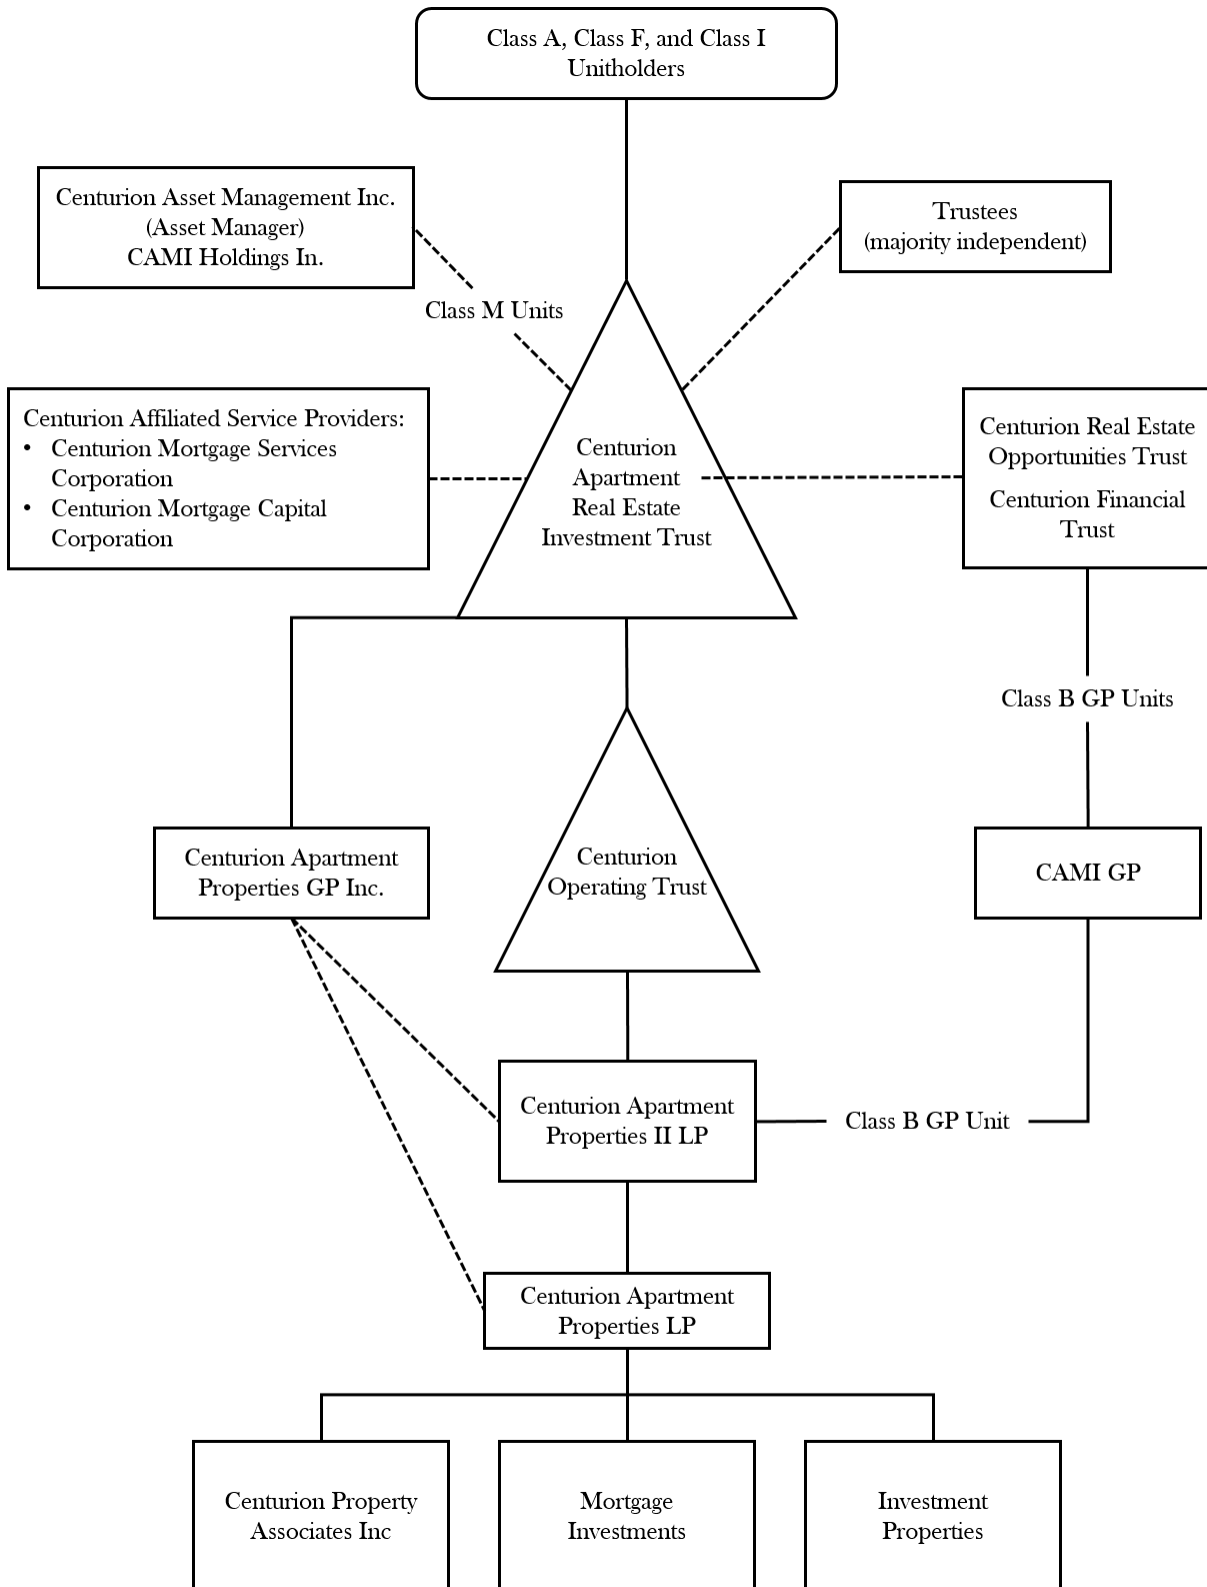 Class A, Class F, and Class I
Unitholders
Centurion Asset Management Inc.
(Asset Manager)
CAMI Holdings In.
Trustees
(majority independent)
Class M Units
Centurion Affiliated Service Providers:
• Centurion Mortgage Services
Corporation
• Centurion Mortgage Capital
Corporation
Centurion
Apartment
Real Estate
Investment Trust
Centurion Real Estate
Opportunities Trust
Centurion Financial
Trust
Class B GP Units
Centurion Apartment
Properties GP Inc.
Centurion
Operating Trust
CAMI GP
Centurion Apartment
Properties II LP
Class B GP Unit
Centurion Apartment
Properties LP
Centurion Property
Associates Inc
Mortgage
Investments
Investment
Properties